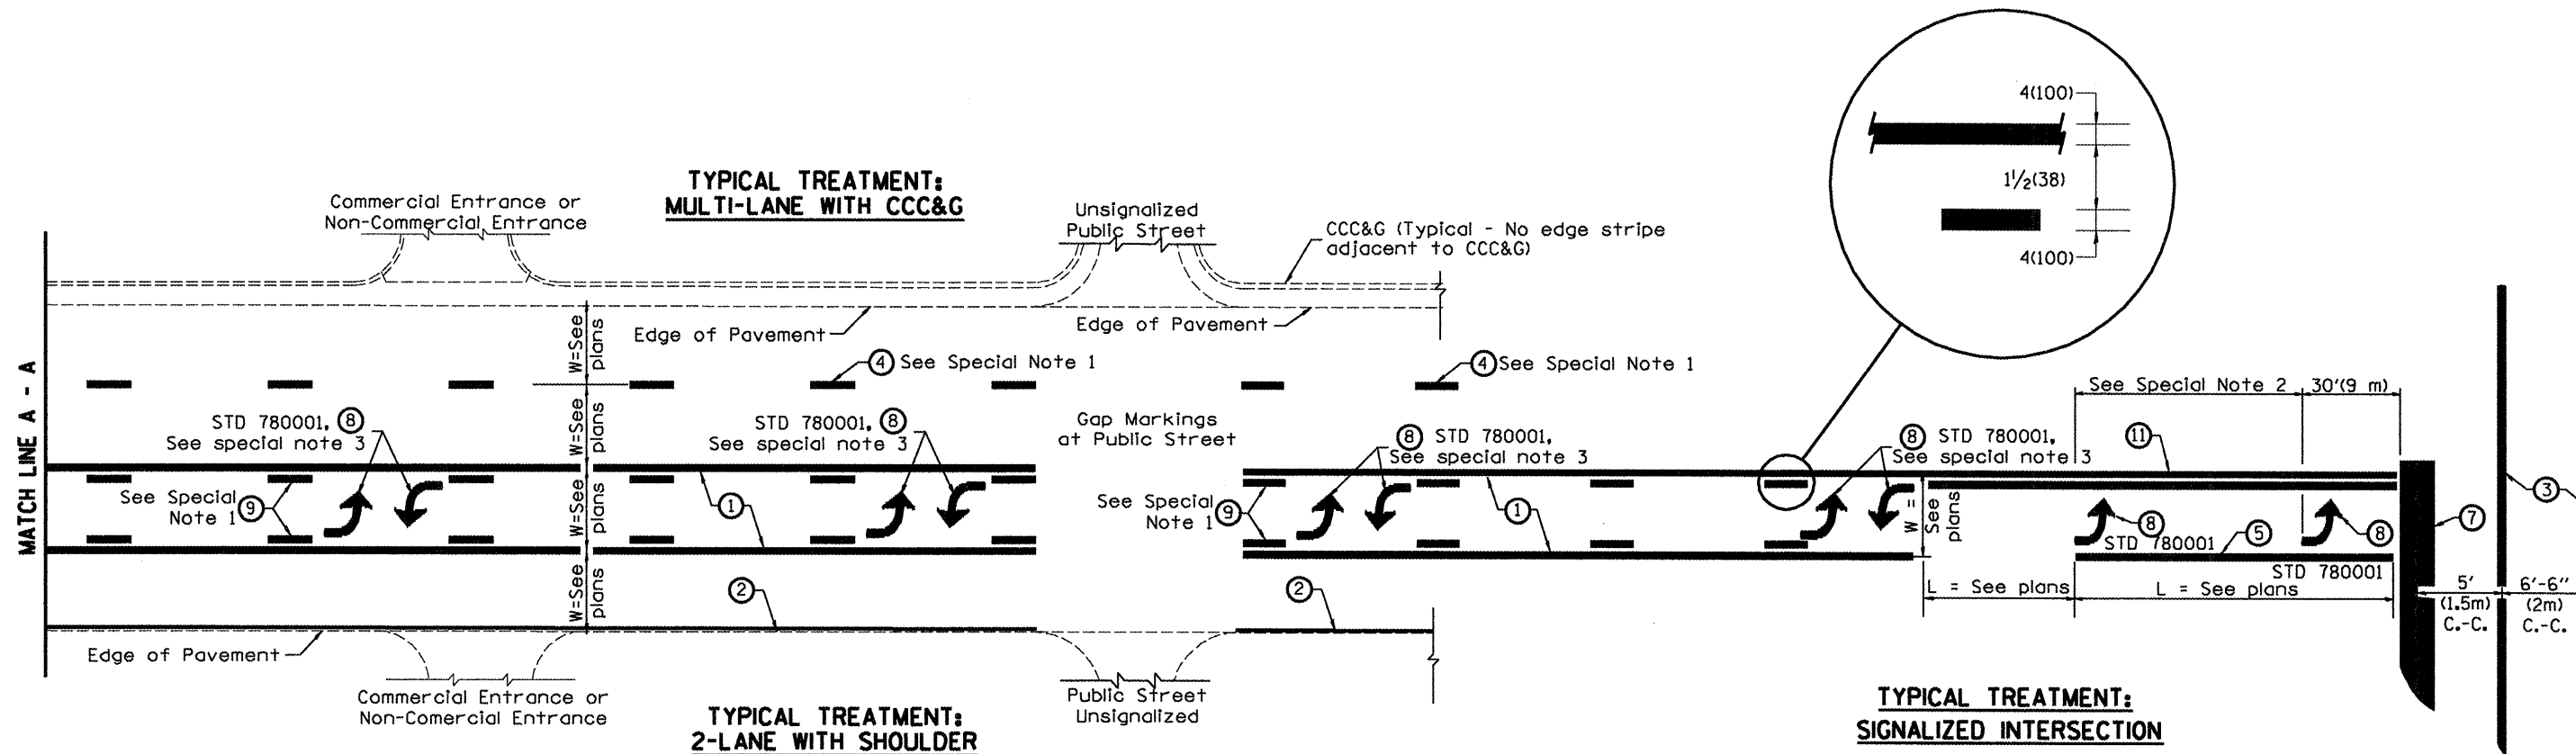 4(100)
1½(38)
4(100)
TYPICAL TREATMENT:
MULTI-LANE WITH CCC&G
Commercial Entrance or
Non-Commercial Entrance
Unsignalized
Public Street
CCC&G (Typical - No edge stripe
adjacent to CCC&G)
Edge of Pavement
Edge of Pavement
MATCH LINE A - A
W=See
plans
4 See Special Note 1
4 See Special Note 1
See Special Note 2
30'(9 m)
STD 780001, 8
See special note 3
W=See
plans
STD 780001, 8
See special note 3
Gap Markings
at Public Street
8 STD 780001,
See special note 3
8 STD 780001,
See special note 3
11
3
See Special
Note 1
9
W=See
plans
1
See Special
Note 1
9
1
W =
See
plans
8
STD 780001
5
8
7
STD 780001
W=See
plans
2
2
L = See plans
L = See plans
5'
(1.5m)
C.-C.
6'-6"
(2m)
C.-C.
Edge of Pavement
Commercial Entrance or
Non-Comercial Entrance
Public Street
Unsignalized
TYPICAL TREATMENT:
2-LANE WITH SHOULDER
TYPICAL TREATMENT:
SIGNALIZED INTERSECTION